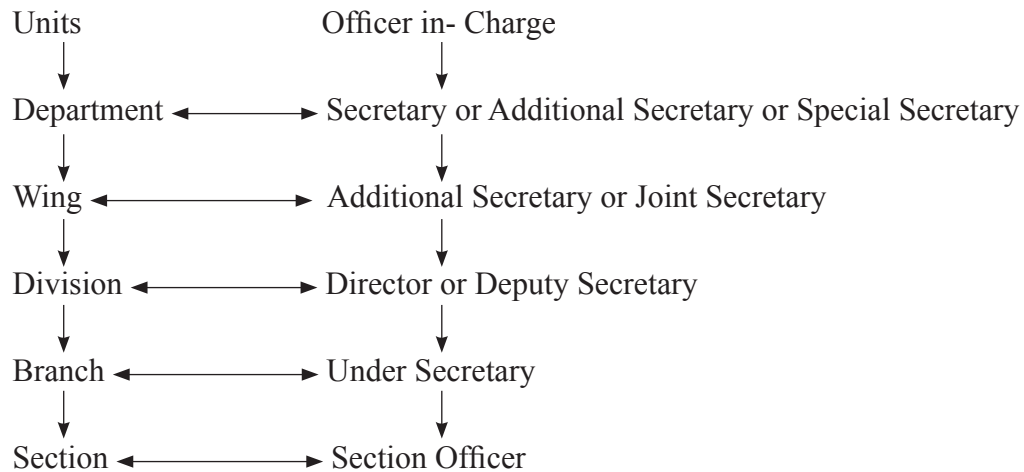 Units Officer in- Charge
Department Secretary or Additional Secretary or Special Secretary
Wing Additional Secretary or Joint Secretary
Division Director or Deputy Secretary
Branch Under Secretary
Section Section Officer